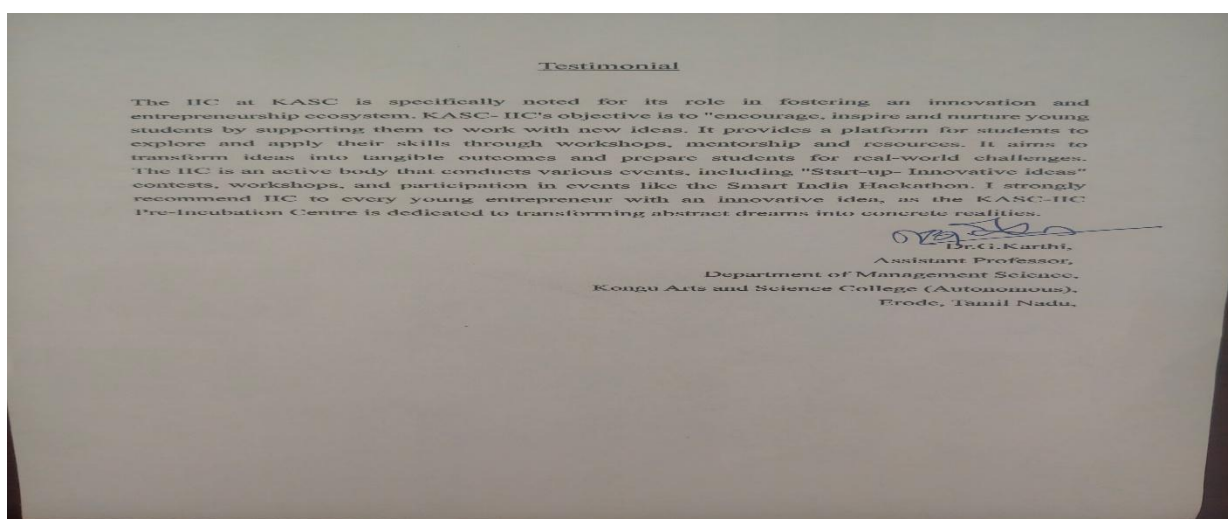 Testimonial
The IIC at KASC is specifically noted for its role in fostering an innovation and
entrepreneurship ecosystem. KASC- IIC's objective is to "encourage, inspire and nurture young
students by supporting them to work with new ideas. It provides a platform for students to
explore and apply their skills through workshops, mentorship and resources. It aims to
transform ideas into tangible outcomes and prepare students for real-world challenges.
The IIC is an active body that conducts various events, including "Start-up- Innovative ideas"
contests, workshops, and participation in events like the Smart India Hackathon. I strongly
recommend IIC to every young entrepreneur with an innovative idea, as the KASC-IIC
Pre-Incubation Centre is dedicated to transforming abstract dreams into concrete realities.
Dr.G.Karthi,
Assistant Professor,
Department of Management Science,
Kongu Arts and Science College (Autonomous),
Erode, Tamil Nadu.